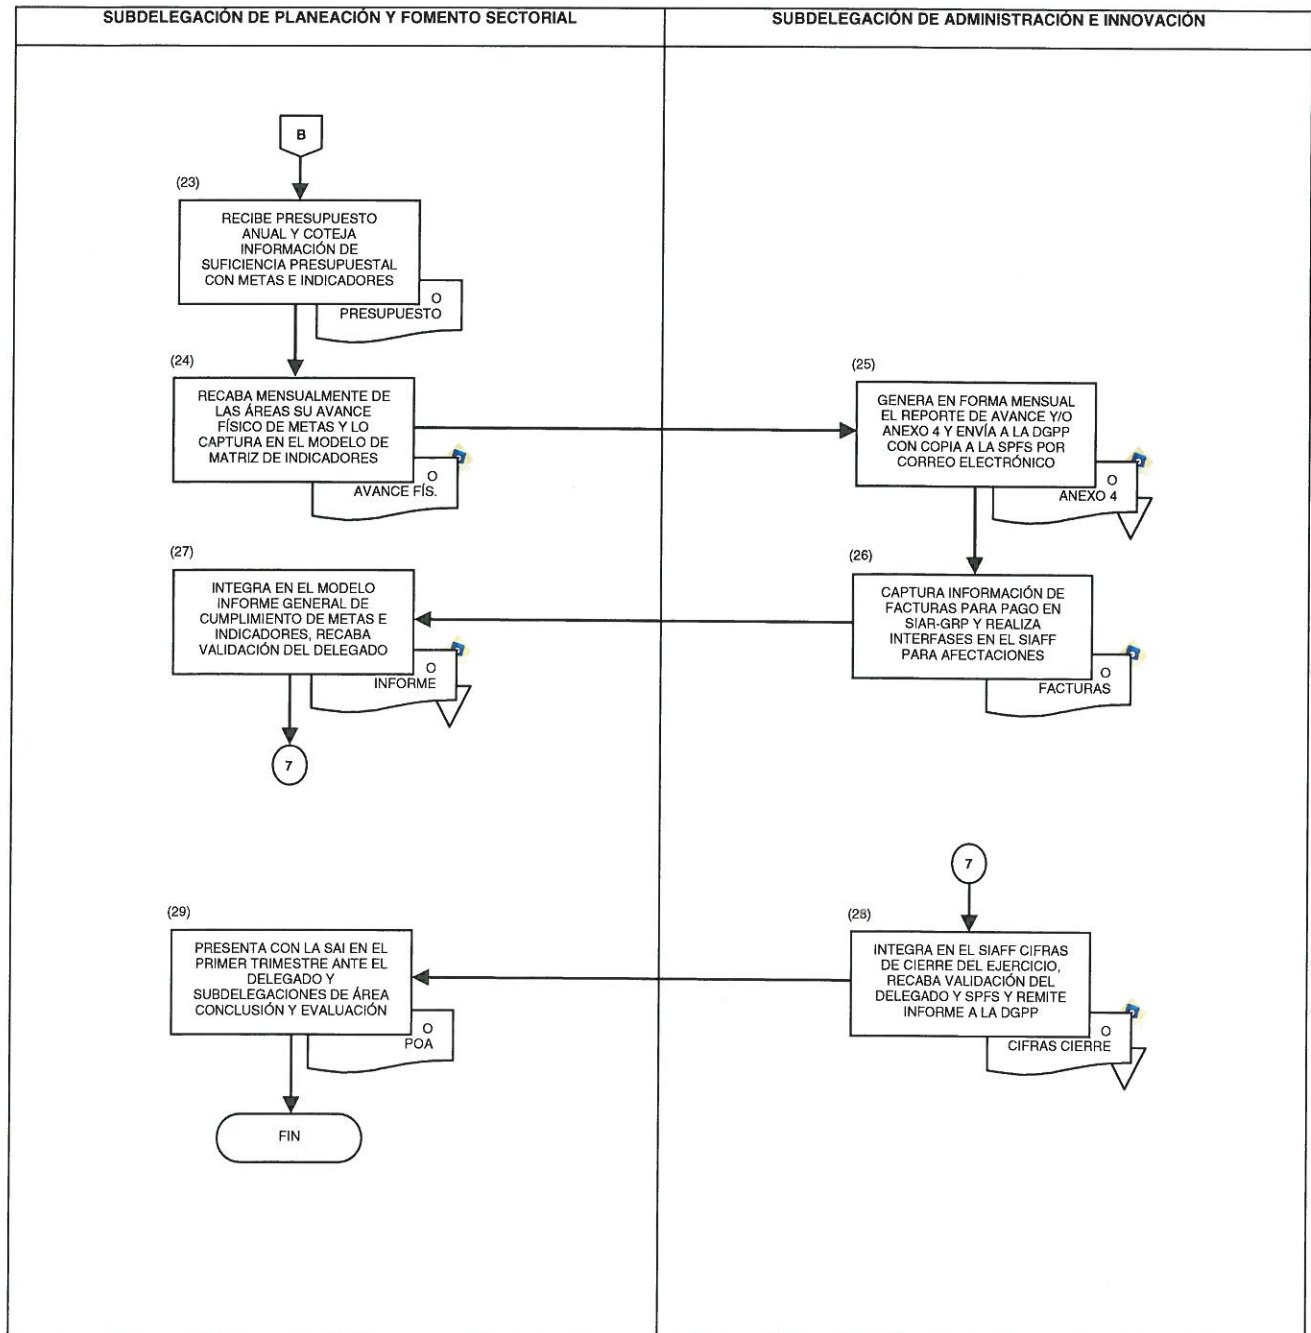 SUBDELEGACIÓN DE PLANEACIÓN Y FOMENTO SECTORIAL
SUBDELEGACIÓN DE ADMINISTRACIÓN E INNOVACIÓN
B
(23)
RECIBE PRESUPUESTO
ANUAL Y COTEJA
INFORMACIÓN DE
SUFICIENCIA PRESUPUESTAL
CON METAS E INDICADORES
O
PRESUPUESTO
(24)
RECABA MENSUALMENTE DE
LAS ÁREAS SU AVANCE
FÍSICO DE METAS Y LO
CAPTURA EN EL MODELO DE
MATRIZ DE INDICADORES
O
AVANCE FÍS.
(25)
GENERA EN FORMA MENSUAL
EL REPORTE DE AVANCE Y/O
ANEXO 4 Y ENVÍA A LA DGPP
CON COPIA A LA SPFS POR
CORREO ELECTRÓNICO
O
ANEXO 4
(26)
CAPTURA INFORMACIÓN DE
FACTURAS PARA PAGO EN
SIAR-GRP Y REALIZA
INTERFASES EN EL SIAFF
PARA AFECTACIONES
O
FACTURAS
(27)
INTEGRA EN EL MODELO
INFORME GENERAL DE
CUMPLIMIENTO DE METAS E
INDICADORES, RECABA
VALIDACIÓN DEL DELEGADO
O
INFORME
7
7
(28)
INTEGRA EN EL SIAFF CIFRAS
DE CIERRE DEL EJERCICIO,
RECABA VALIDACIÓN DEL
DELEGADO Y SPFS Y REMITE
INFORME A LA DGPP
O
CIFRAS CIERRE
(29)
PRESENTA CON LA SAI EN EL
PRIMER TRIMESTRE ANTE EL
DELEGADO Y
SUBDELEGACIONES DE ÁREA
CONCLUSIÓN Y EVALUACIÓN
O
POA
FIN